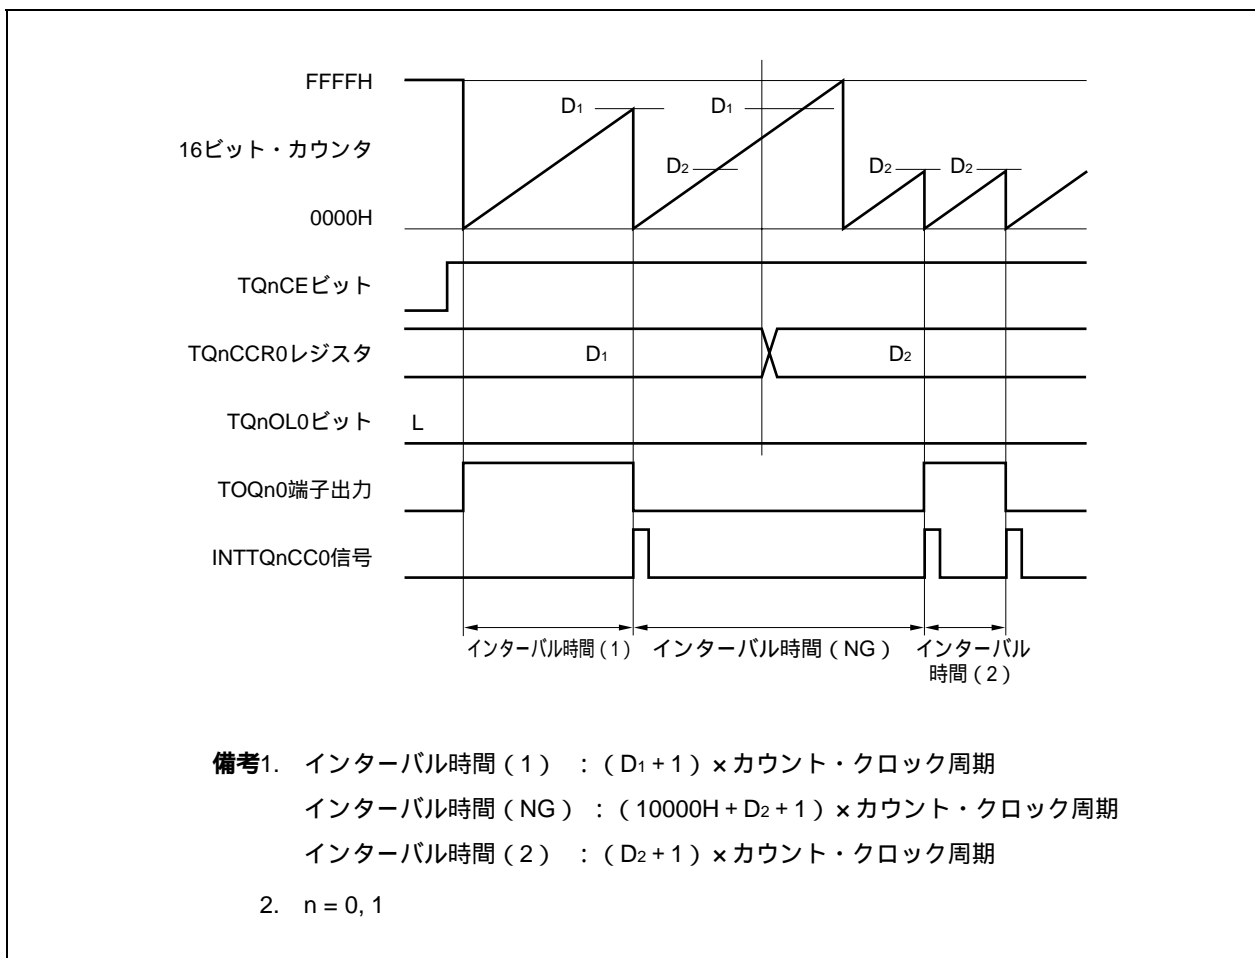 FFFFH
D1
D1
16ビット・カウンタ
D2
D2
D2
0000H
TQnCEビット
TQnCCR0レジスタ
D1
D2
TQnOL0ビット
L
TOQn0端子出力
INTTQnCC0信号
インターバル時間（1）
インターバル時間（NG）
インターバル
時間（2）
備考1. インターバル時間（1） ：（D1＋1）×カウント・クロック周期
インターバル時間（NG）：（10000H＋D2＋1）×カウント・クロック周期
インターバル時間（2） ：（D2＋1）×カウント・クロック周期
2. n = 0, 1